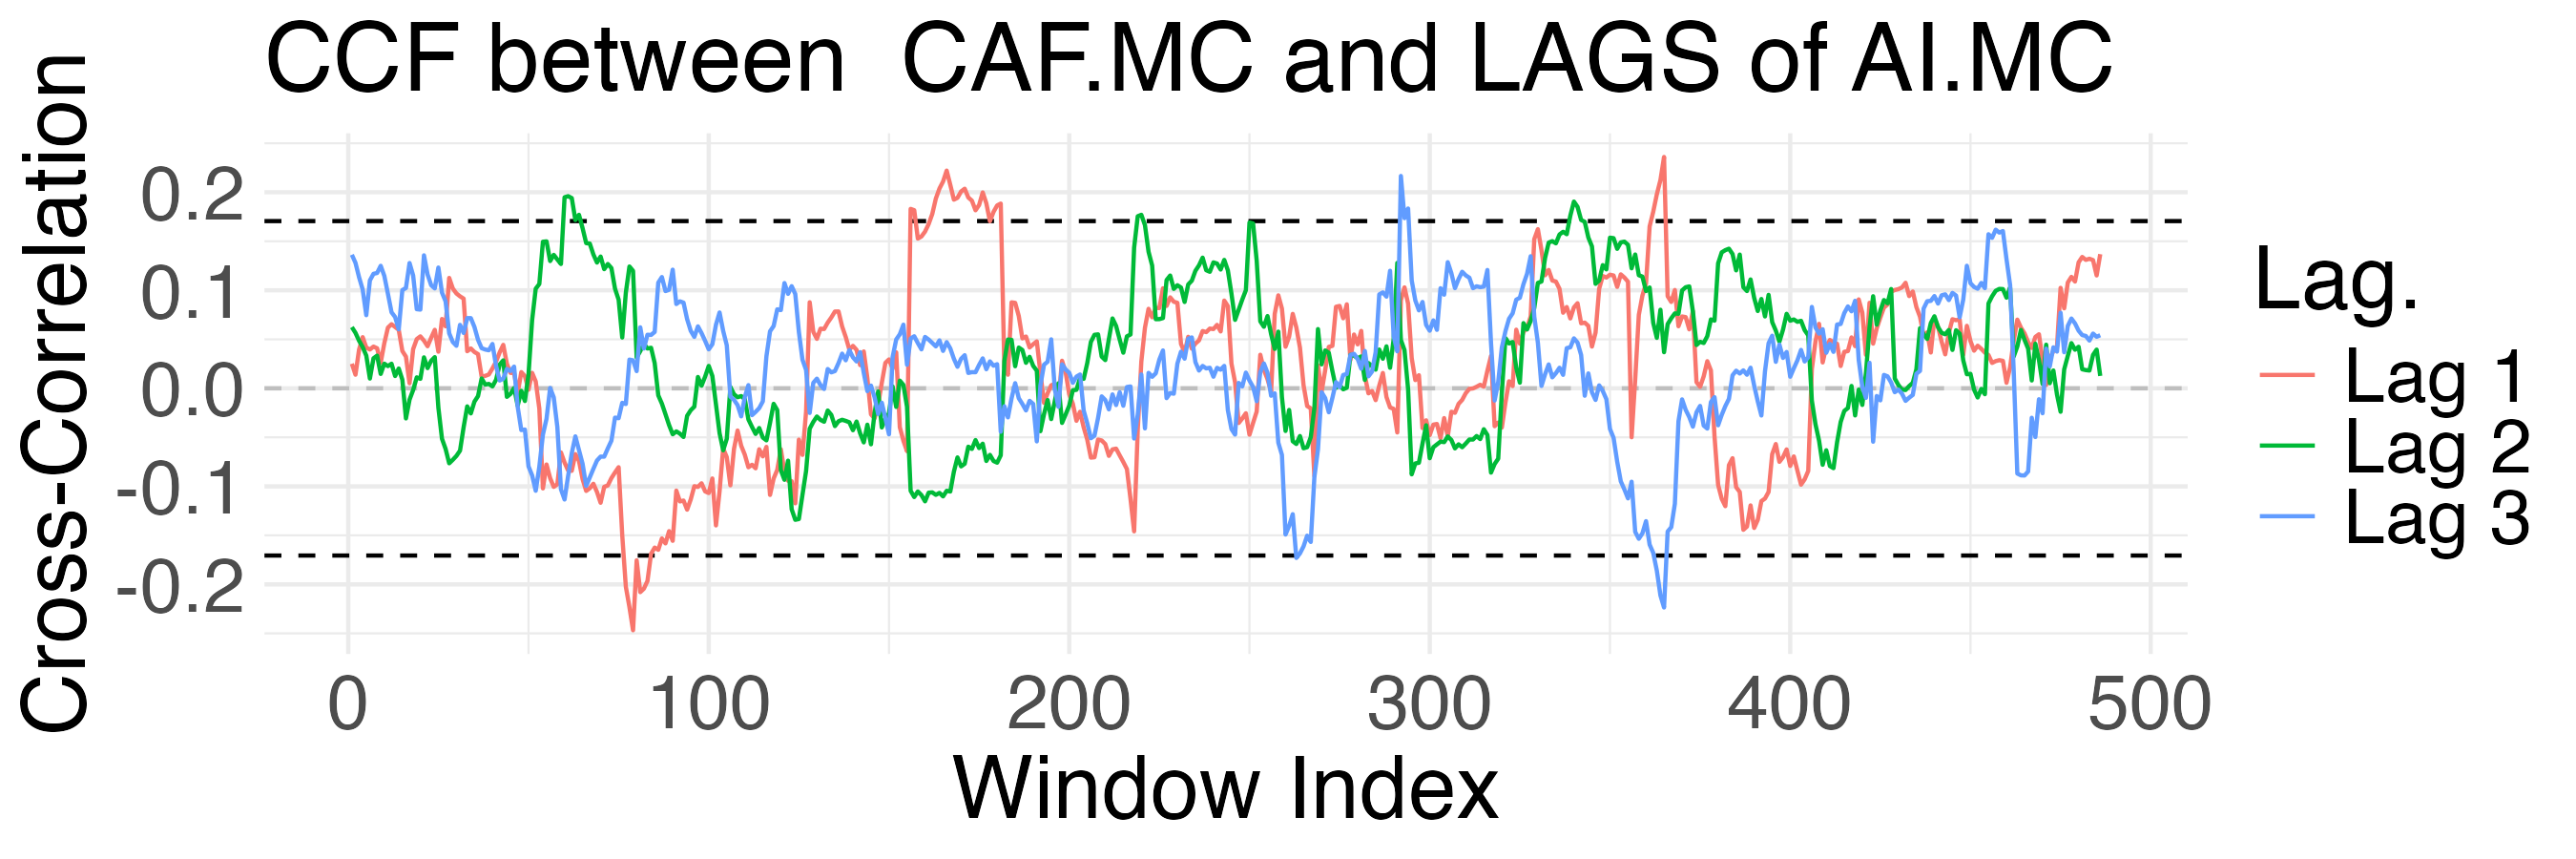 CCF between  CAF.MC and LAGS of AI.MC
Cross-Correlation
0.2
0.1
0.0
-0.1
-0.2
0 100 200 300 400 500
Window Index
Lag.
Lag 1
Lag 2
Lag 3